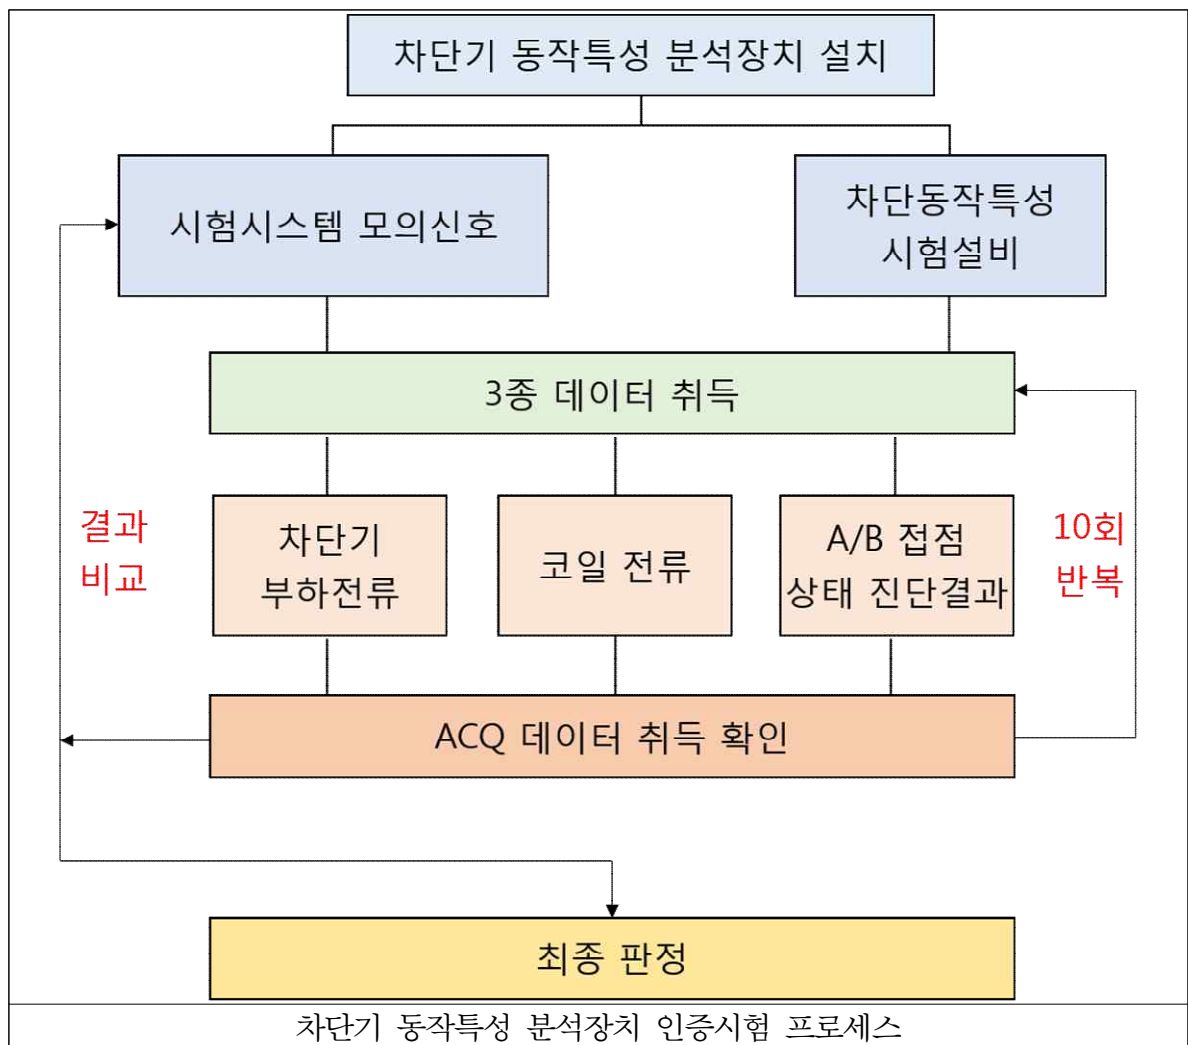 차단기 동작특성 분석장치 설치
시험시스템 모의신호
차단동작특성
시험설비
3종 데이터 취득
결과
비교
차단기
부하전류
코일 전류
A/B 접점
상태 진단결과
10회
반복
ACQ 데이터 취득 확인
최종 판정
차단기 동작특성 분석장치 인증시험 프로세스